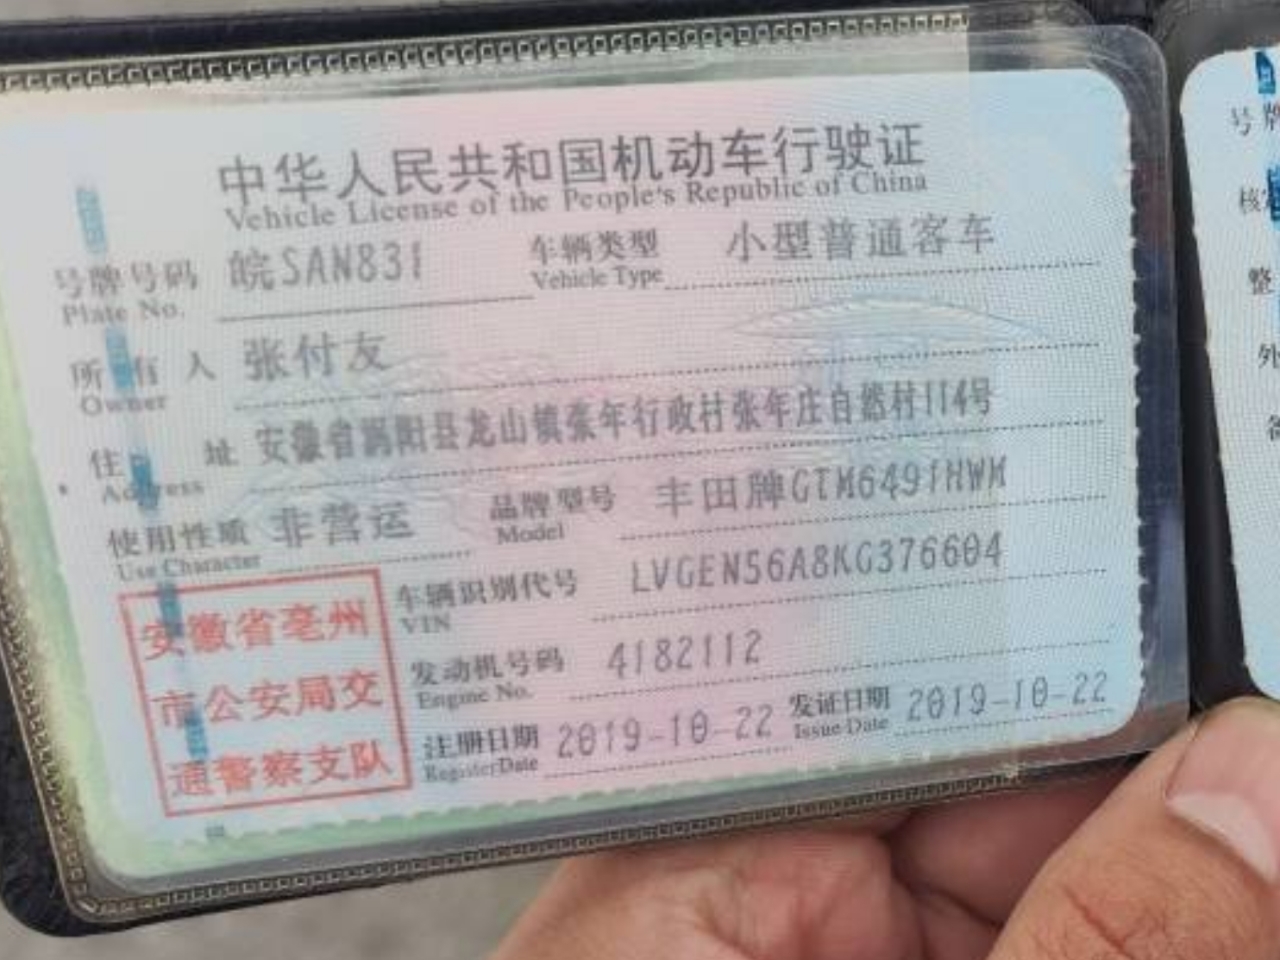 中华人民共和国机动车行驶证
Vehicle License of the People's Republic of China
号牌号码 皖SAN831 车辆类型 小型普通客车
Plate No. Vehicle Type
所有人 张付友
Owner
住址 安徽省涡阳县龙山镇张年行政村张年庄自然村114号
Address
使用性质 非营运 品牌型号 丰田牌GTM6491HWM
Use Character Model
车辆识别代号 LVGEN56A8KG376604
VIN
发动机号码 4182112
Engine No.
注册日期 2019-10-22 发证日期 2019-10-22
Register Date Issue Date
安徽省亳州
市公安局交
通警察支队
号牌
核
整
外